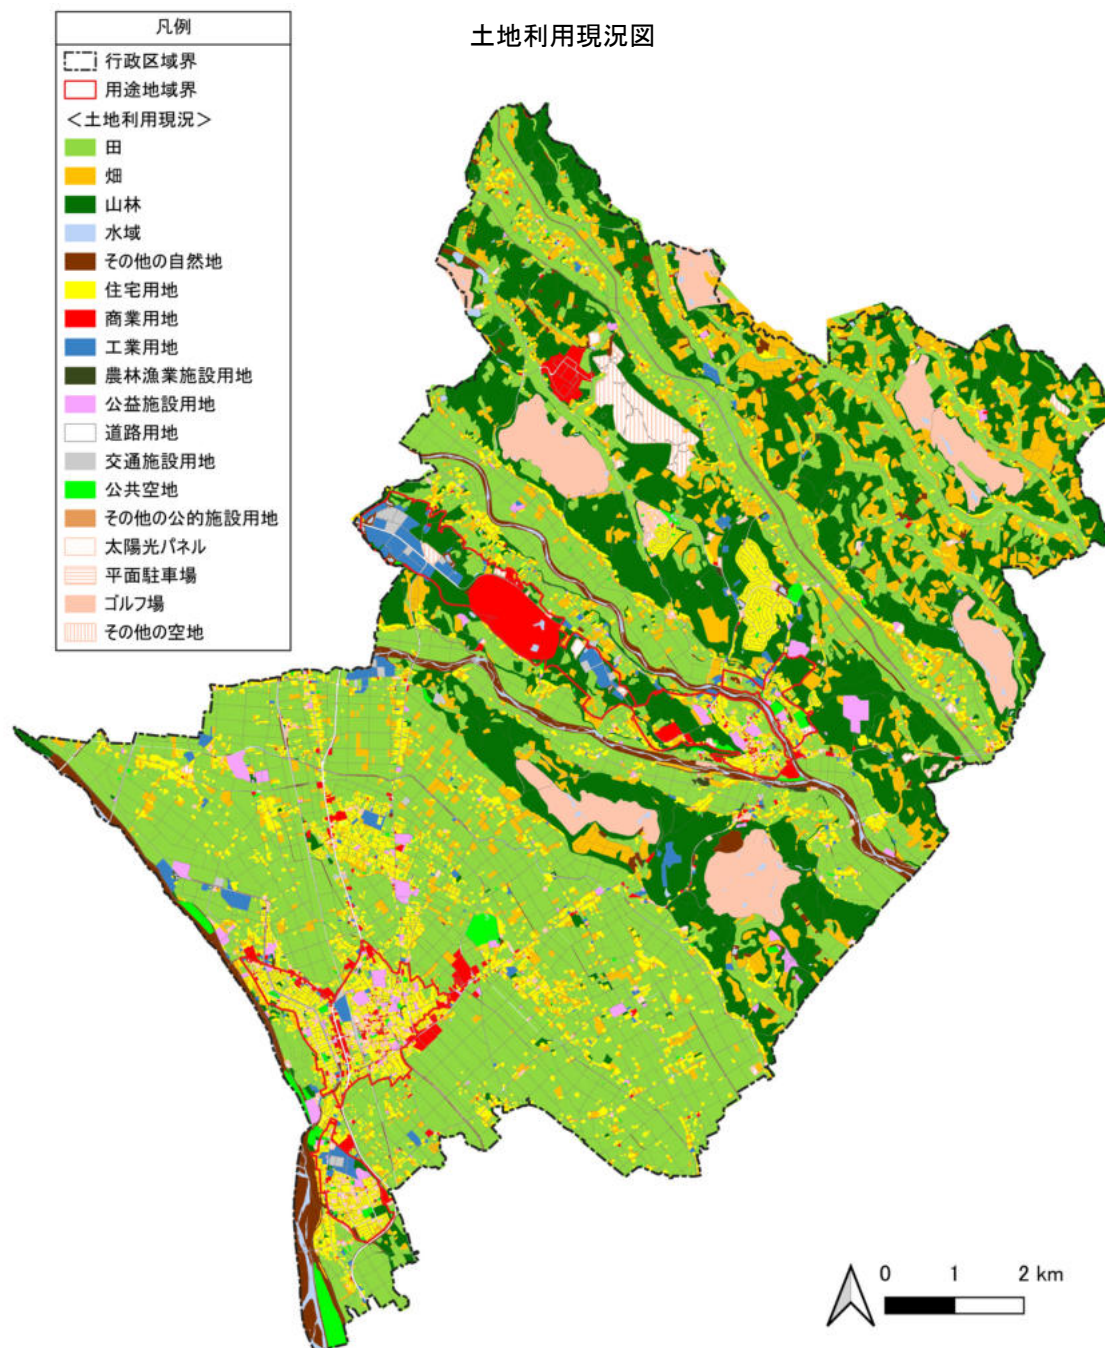 土地利用現況図
凡例
行政区域界
用途地域界
＜土地利用現況＞
田
畑
山林
水域
その他の自然地
住宅用地
商業用地
工業用地
農林漁業施設用地
公益施設用地
道路用地
交通施設用地
公共空地
その他の公的施設用地
太陽光パネル
平面駐車場
ゴルフ場
その他の空地
0 1 2 km